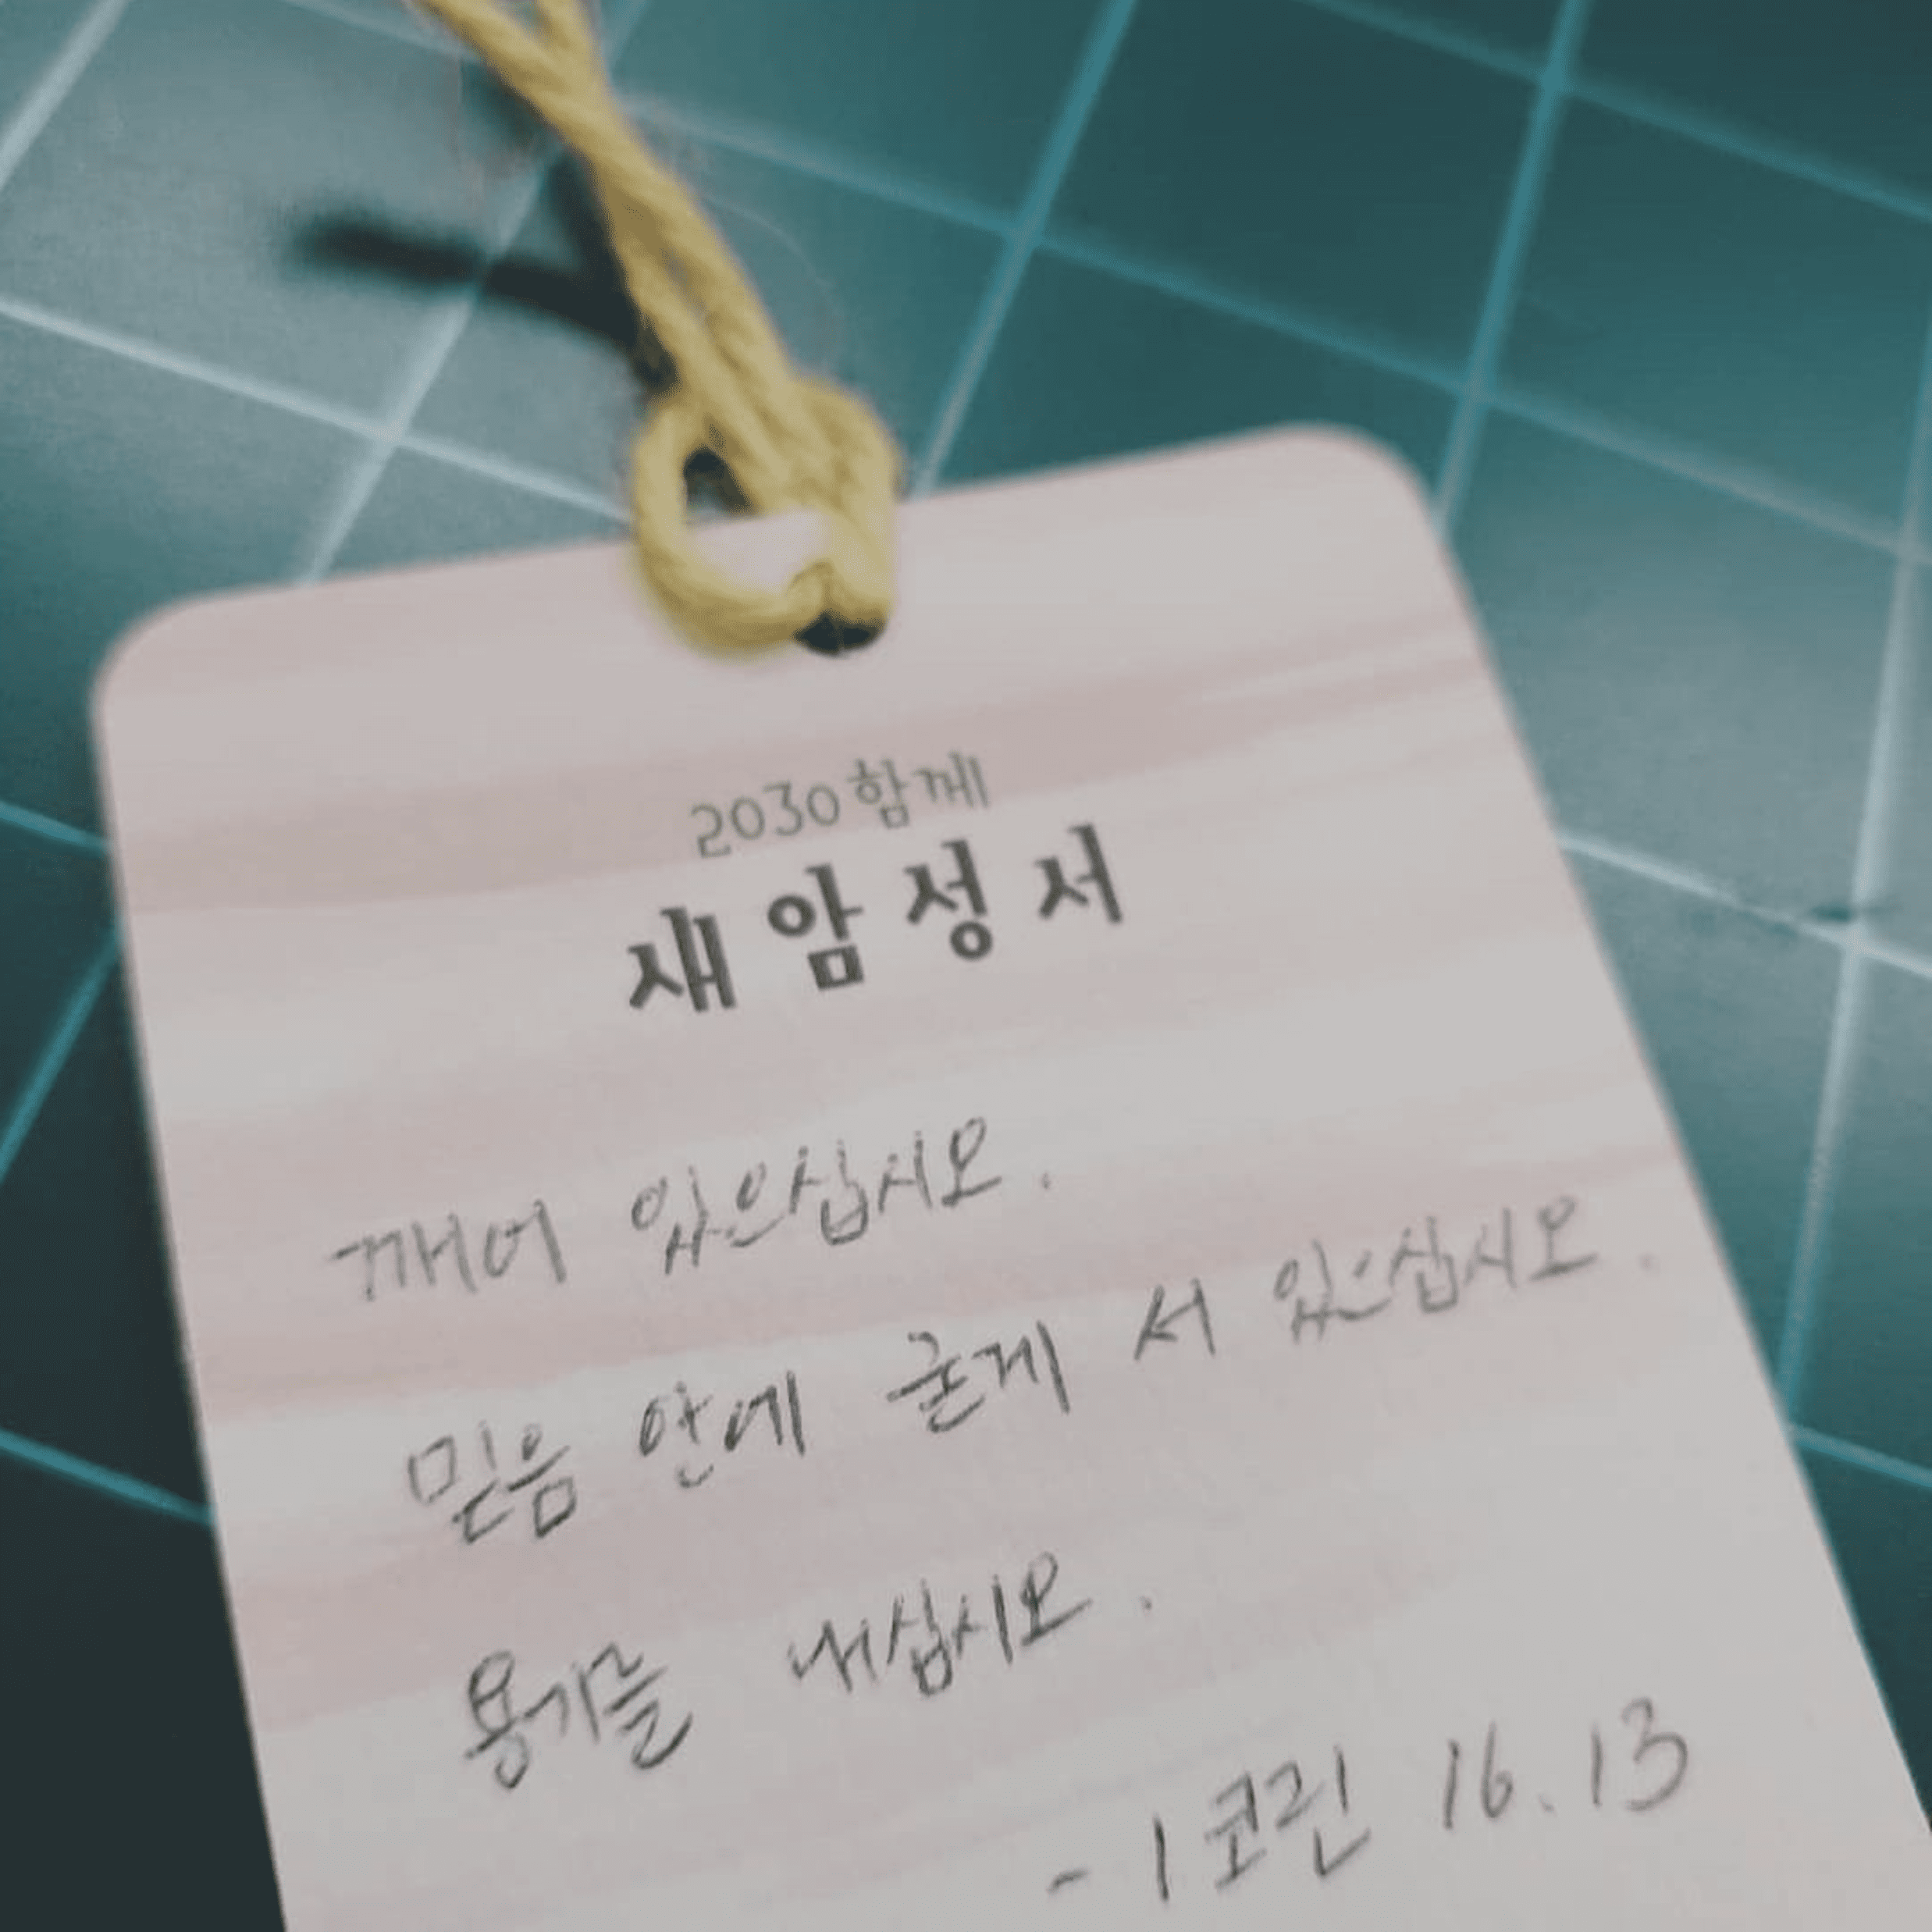 2030함께
새암성서
깨어 있으십시오.
믿음 안에 굳게 서 있으십시오.
용기를 내십시오.
- 1코린 16.13